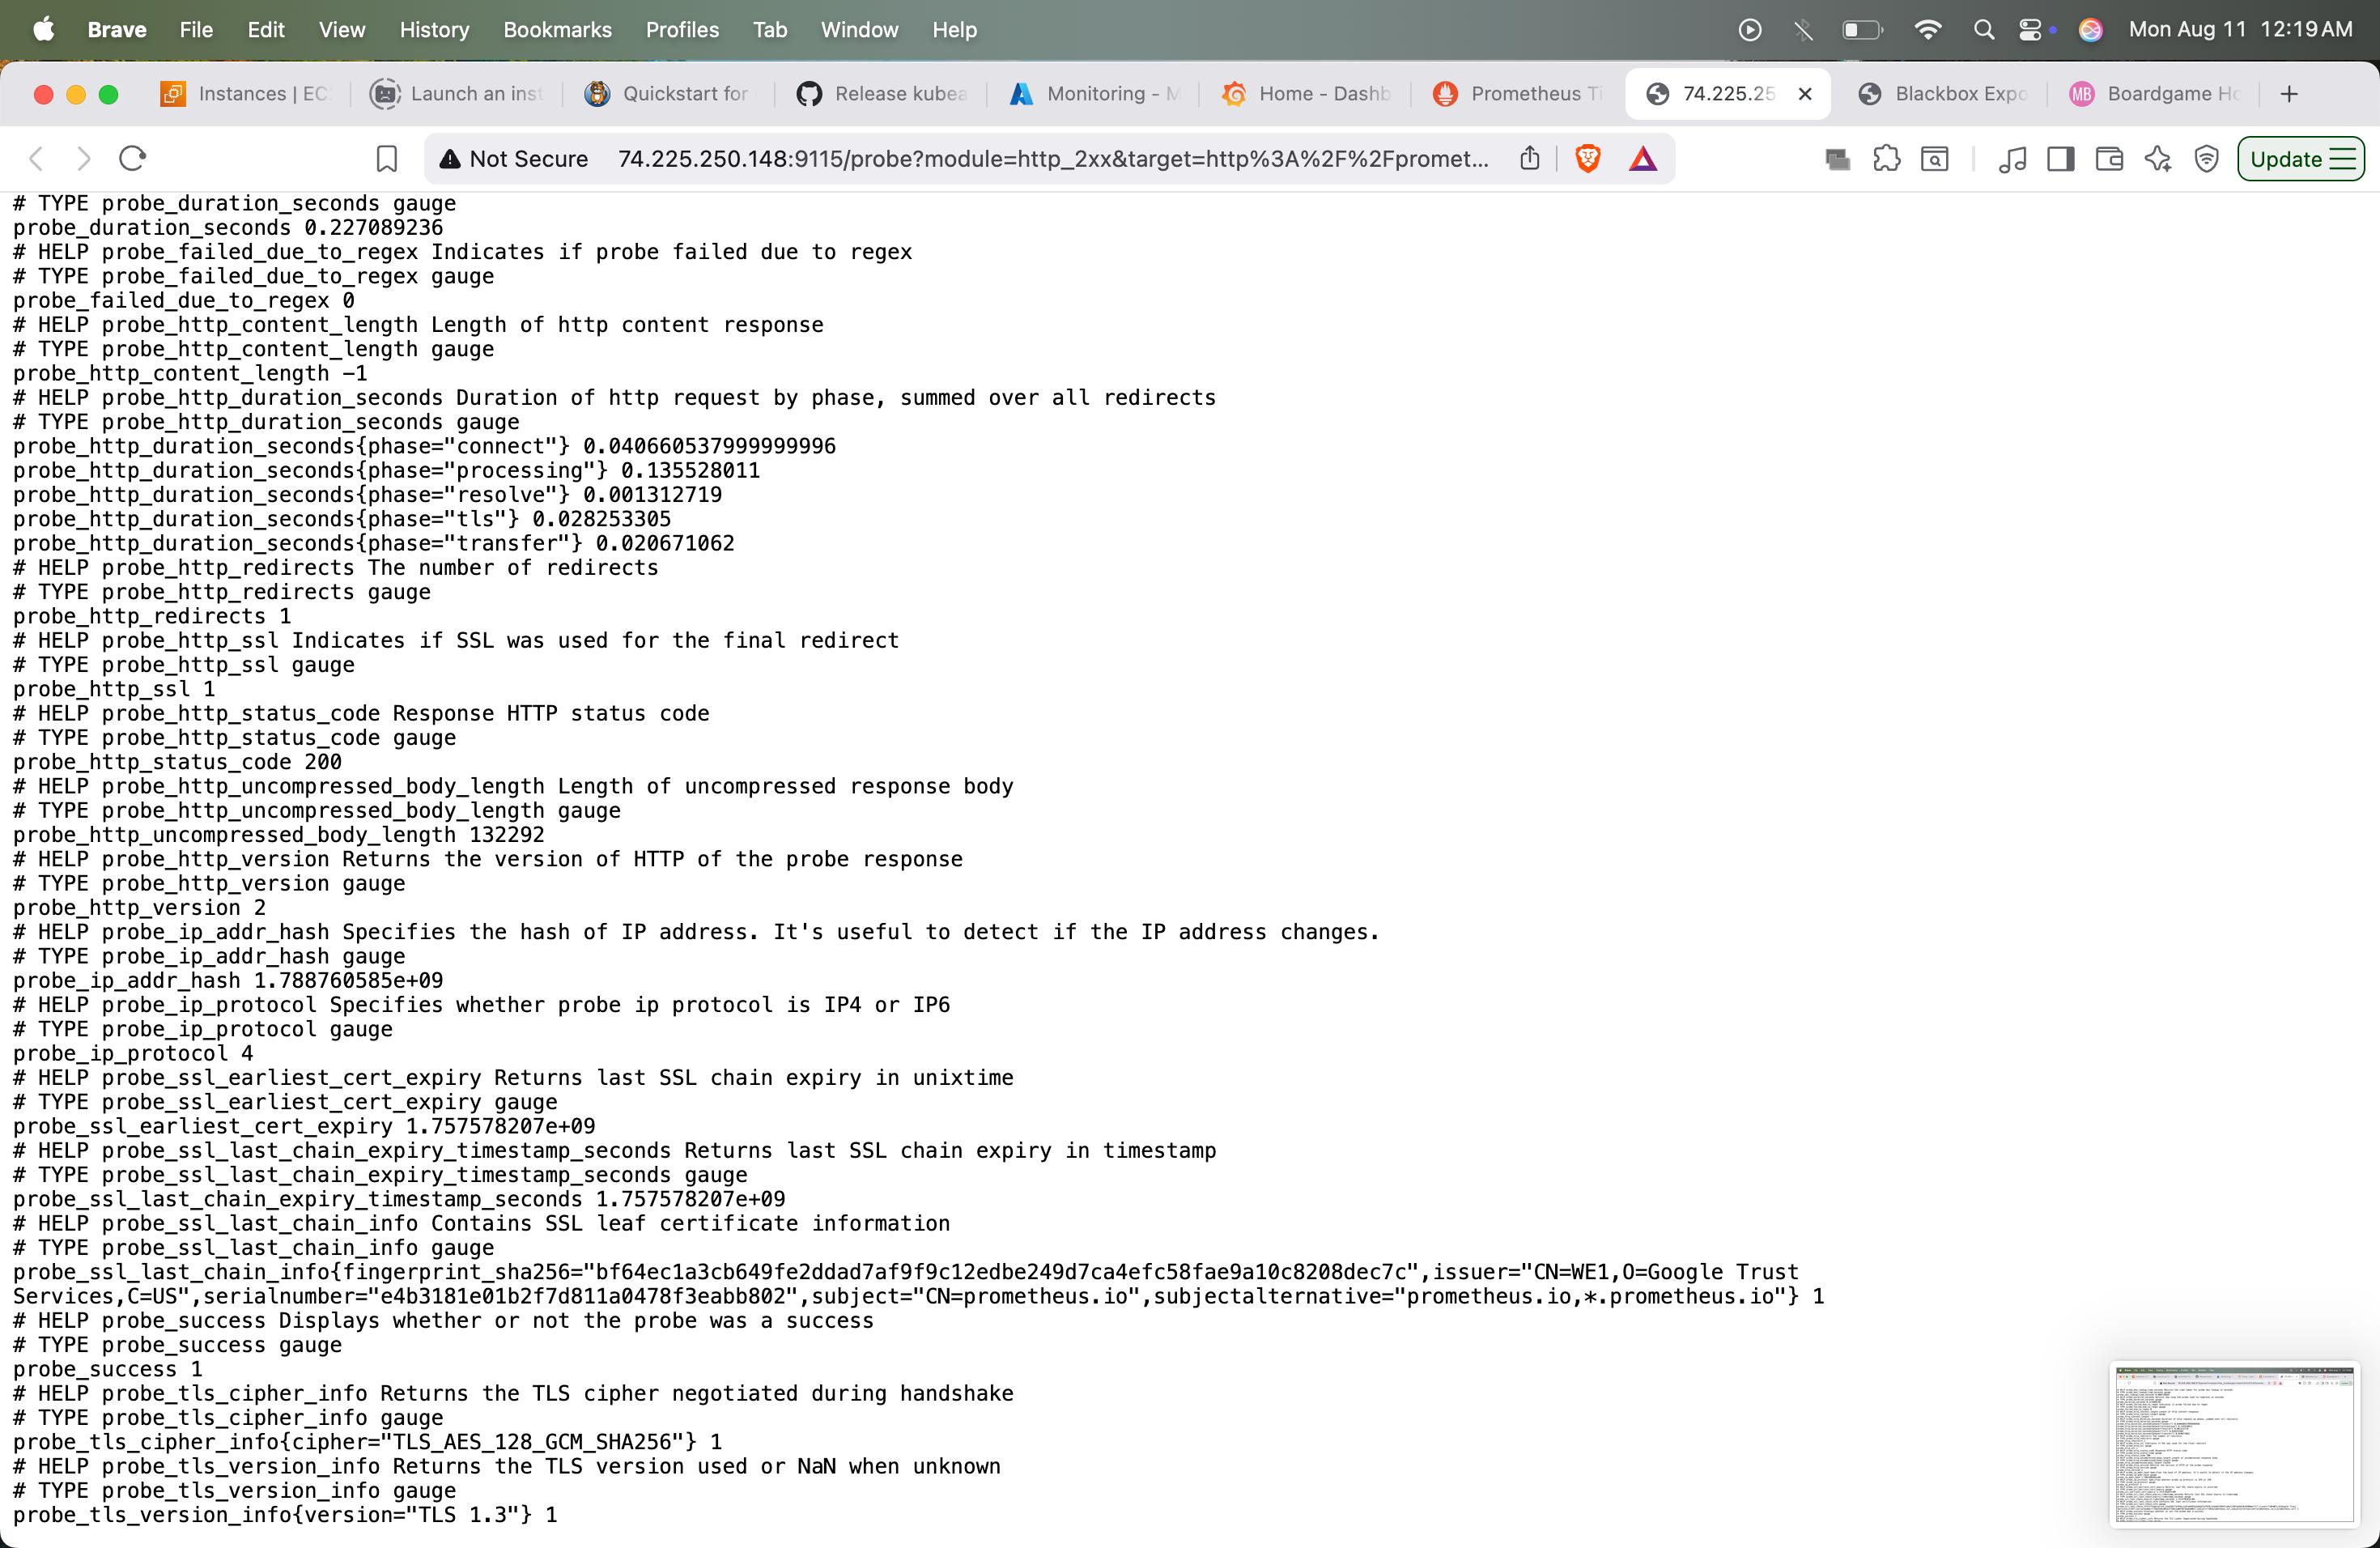 Brave File Edit View History Bookmarks Profiles Tab Window Help Mon Aug 11 12:19 AM
Instances | EC Launch an inst Quickstart for Release kubea Monitoring - M Home - Dashb Prometheus Ti 74.225.25 Blackbox Expo MB Boardgame Ho
Not Secure 74.225.250.148:9115/probe?module=http_2xx&target=http%3A%2F%2Fpromet... Update
# TYPE probe_duration_seconds gauge
probe_duration_seconds 0.227089236
# HELP probe_failed_due_to_regex Indicates if probe failed due to regex
# TYPE probe_failed_due_to_regex gauge
probe_failed_due_to_regex 0
# HELP probe_http_content_length Length of http content response
# TYPE probe_http_content_length gauge
probe_http_content_length -1
# HELP probe_http_duration_seconds Duration of http request by phase, summed over all redirects
# TYPE probe_http_duration_seconds gauge
probe_http_duration_seconds{phase="connect"} 0.040660537999999996
probe_http_duration_seconds{phase="processing"} 0.135528011
probe_http_duration_seconds{phase="resolve"} 0.001312719
probe_http_duration_seconds{phase="tls"} 0.028253305
probe_http_duration_seconds{phase="transfer"} 0.020671062
# HELP probe_http_redirects The number of redirects
# TYPE probe_http_redirects gauge
probe_http_redirects 1
# HELP probe_http_ssl Indicates if SSL was used for the final redirect
# TYPE probe_http_ssl gauge
probe_http_ssl 1
# HELP probe_http_status_code Response HTTP status code
# TYPE probe_http_status_code gauge
probe_http_status_code 200
# HELP probe_http_uncompressed_body_length Length of uncompressed response body
# TYPE probe_http_uncompressed_body_length gauge
probe_http_uncompressed_body_length 132292
# HELP probe_http_version Returns the version of HTTP of the probe response
# TYPE probe_http_version gauge
probe_http_version 2
# HELP probe_ip_addr_hash Specifies the hash of IP address. It's useful to detect if the IP address changes.
# TYPE probe_ip_addr_hash gauge
probe_ip_addr_hash 1.788760585e+09
# HELP probe_ip_protocol Specifies whether probe ip protocol is IP4 or IP6
# TYPE probe_ip_protocol gauge
probe_ip_protocol 4
# HELP probe_ssl_earliest_cert_expiry Returns last SSL chain expiry in unixtime
# TYPE probe_ssl_earliest_cert_expiry gauge
probe_ssl_earliest_cert_expiry 1.757578207e+09
# HELP probe_ssl_last_chain_expiry_timestamp_seconds Returns last SSL chain expiry in timestamp
# TYPE probe_ssl_last_chain_expiry_timestamp_seconds gauge
probe_ssl_last_chain_expiry_timestamp_seconds 1.757578207e+09
# HELP probe_ssl_last_chain_info Contains SSL leaf certificate information
# TYPE probe_ssl_last_chain_info gauge
probe_ssl_last_chain_info{fingerprint_sha256="bf64ec1a3cb649fe2ddad7af9f9c12edbe249d7ca4efc58fae9a10c8208dec7c",issuer="CN=WE1,O=Google Trust
Services,C=US",serialnumber="e4b3181e01b2f7d811a0478f3eabb802",subject="CN=prometheus.io",subjectalternative="prometheus.io,*.prometheus.io"} 1
# HELP probe_success Displays whether or not the probe was a success
# TYPE probe_success gauge
probe_success 1
# HELP probe_tls_cipher_info Returns the TLS cipher negotiated during handshake
# TYPE probe_tls_cipher_info gauge
probe_tls_cipher_info{cipher="TLS_AES_128_GCM_SHA256"} 1
# HELP probe_tls_version_info Returns the TLS version used or NaN when unknown
# TYPE probe_tls_version_info gauge
probe_tls_version_info{version="TLS 1.3"} 1